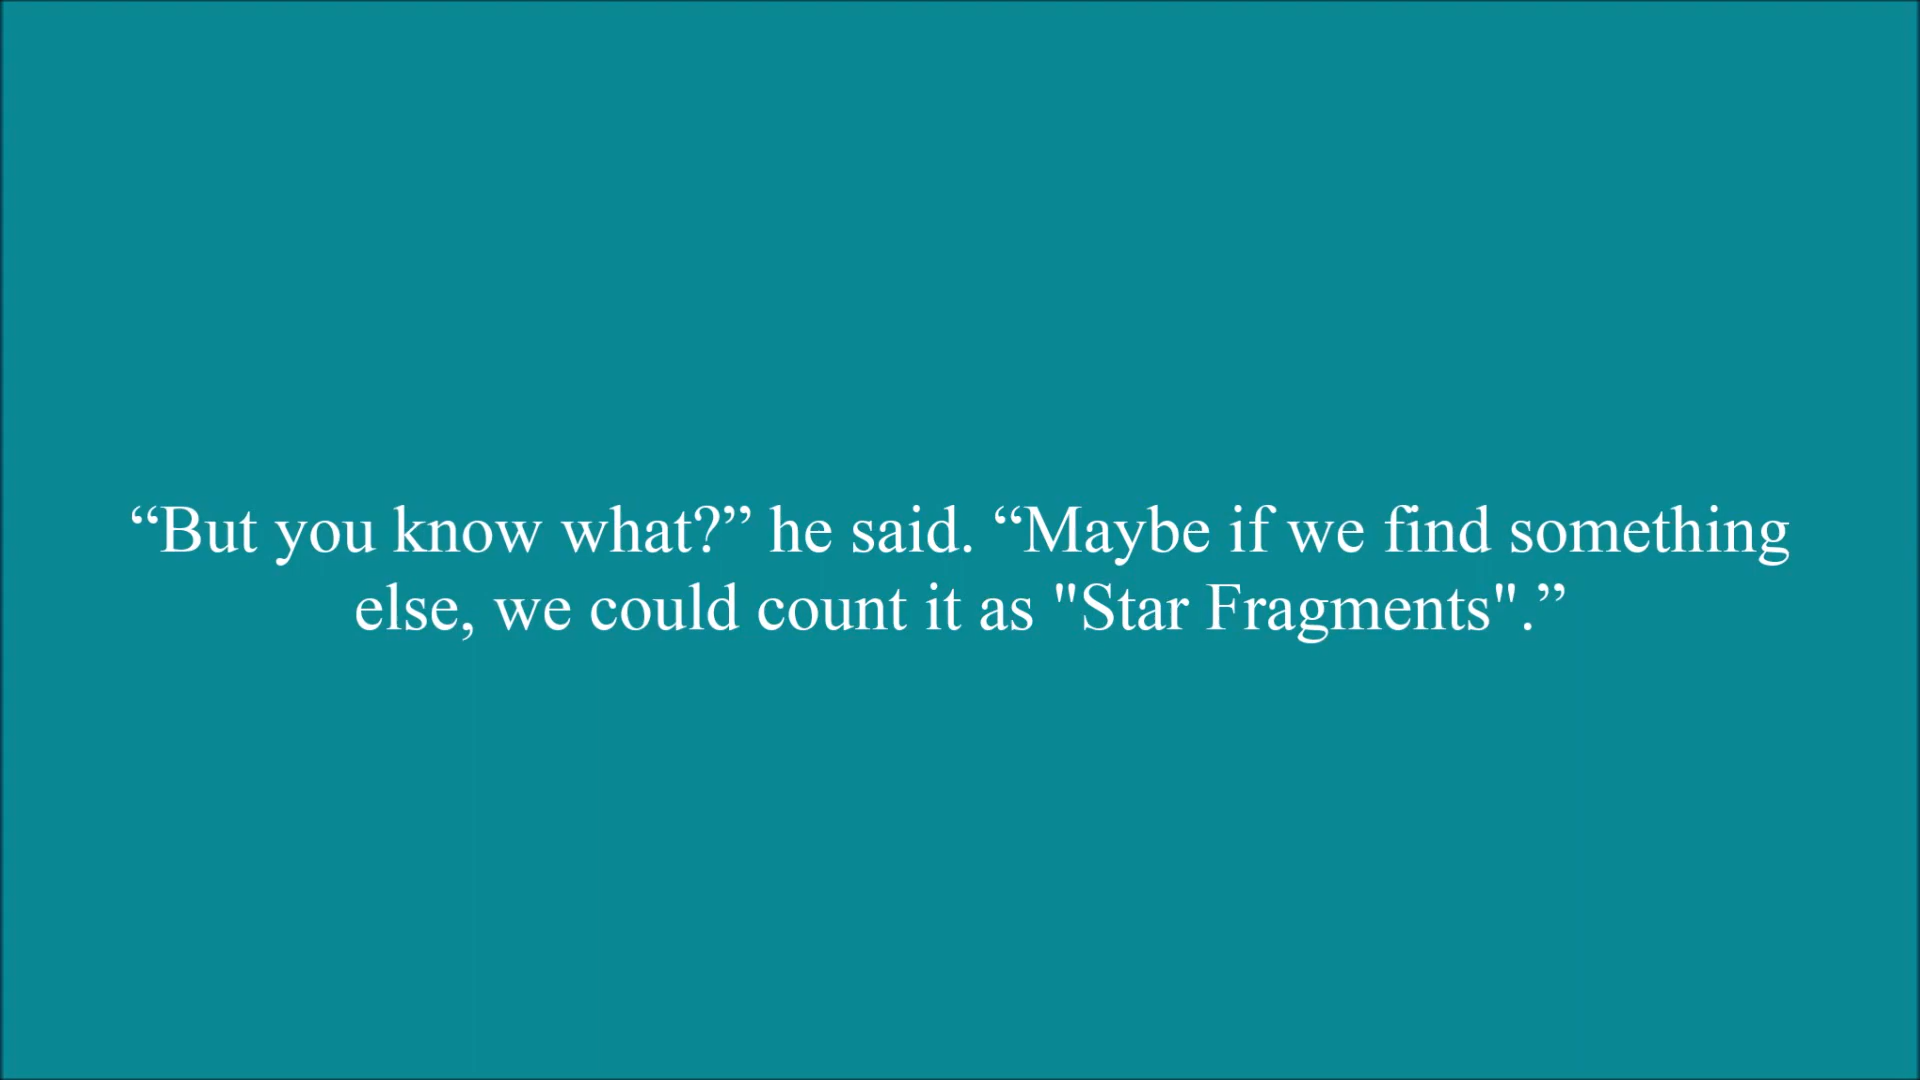 “But you know what?” he said. “Maybe if we find something
else, we could count it as "Star Fragments".”